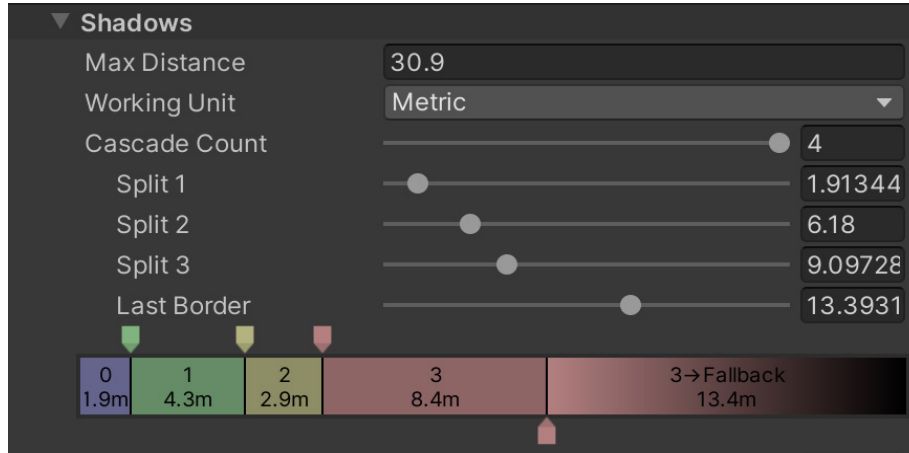 Shadows
Max Distance 30.9
Working Unit Metric
Cascade Count 4
Split 1 1.91344
Split 2 6.18
Split 3 9.09728
Last Border 13.3931
0 1 2 3 3→Fallback
1.9m 4.3m 2.9m 8.4m 13.4m